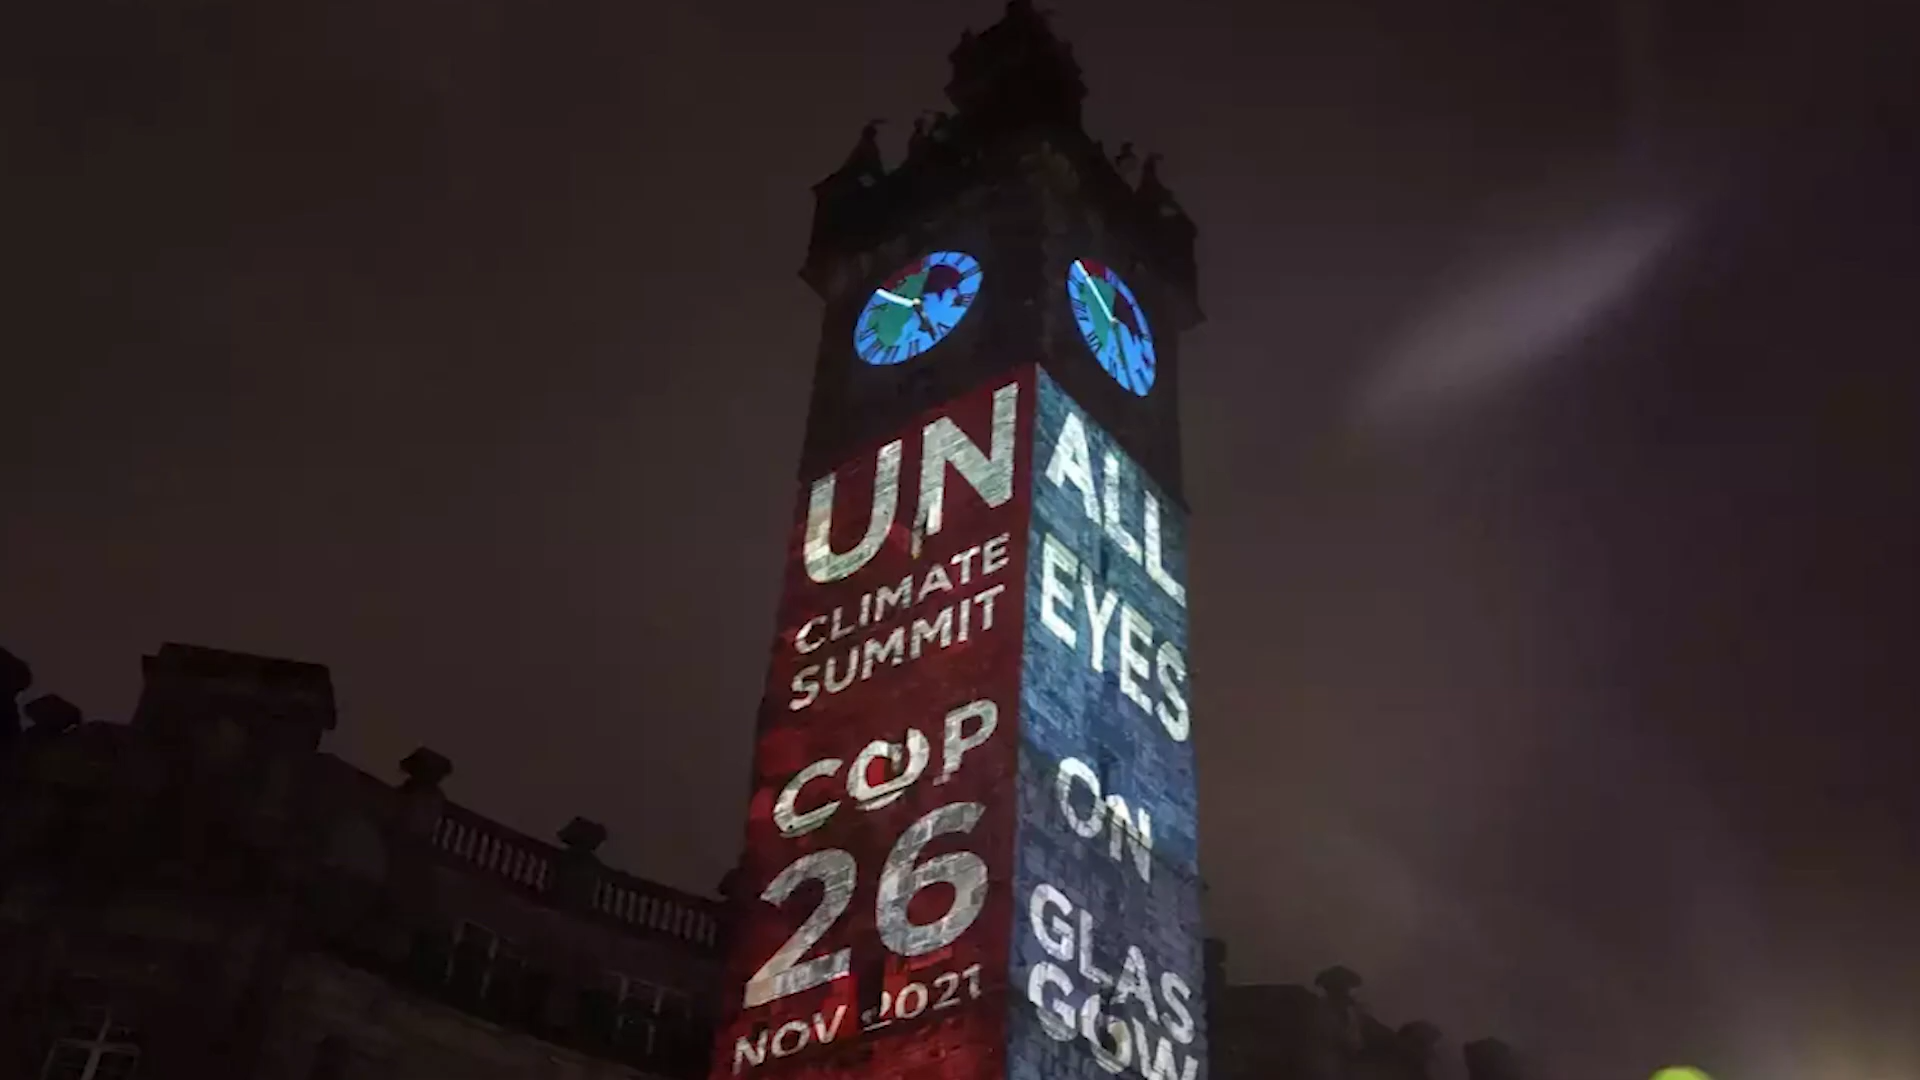 UN
CLIMATE
SUMMIT
COP
26
NOV 2021
ALL
EYES
ON
GLAS
GOW